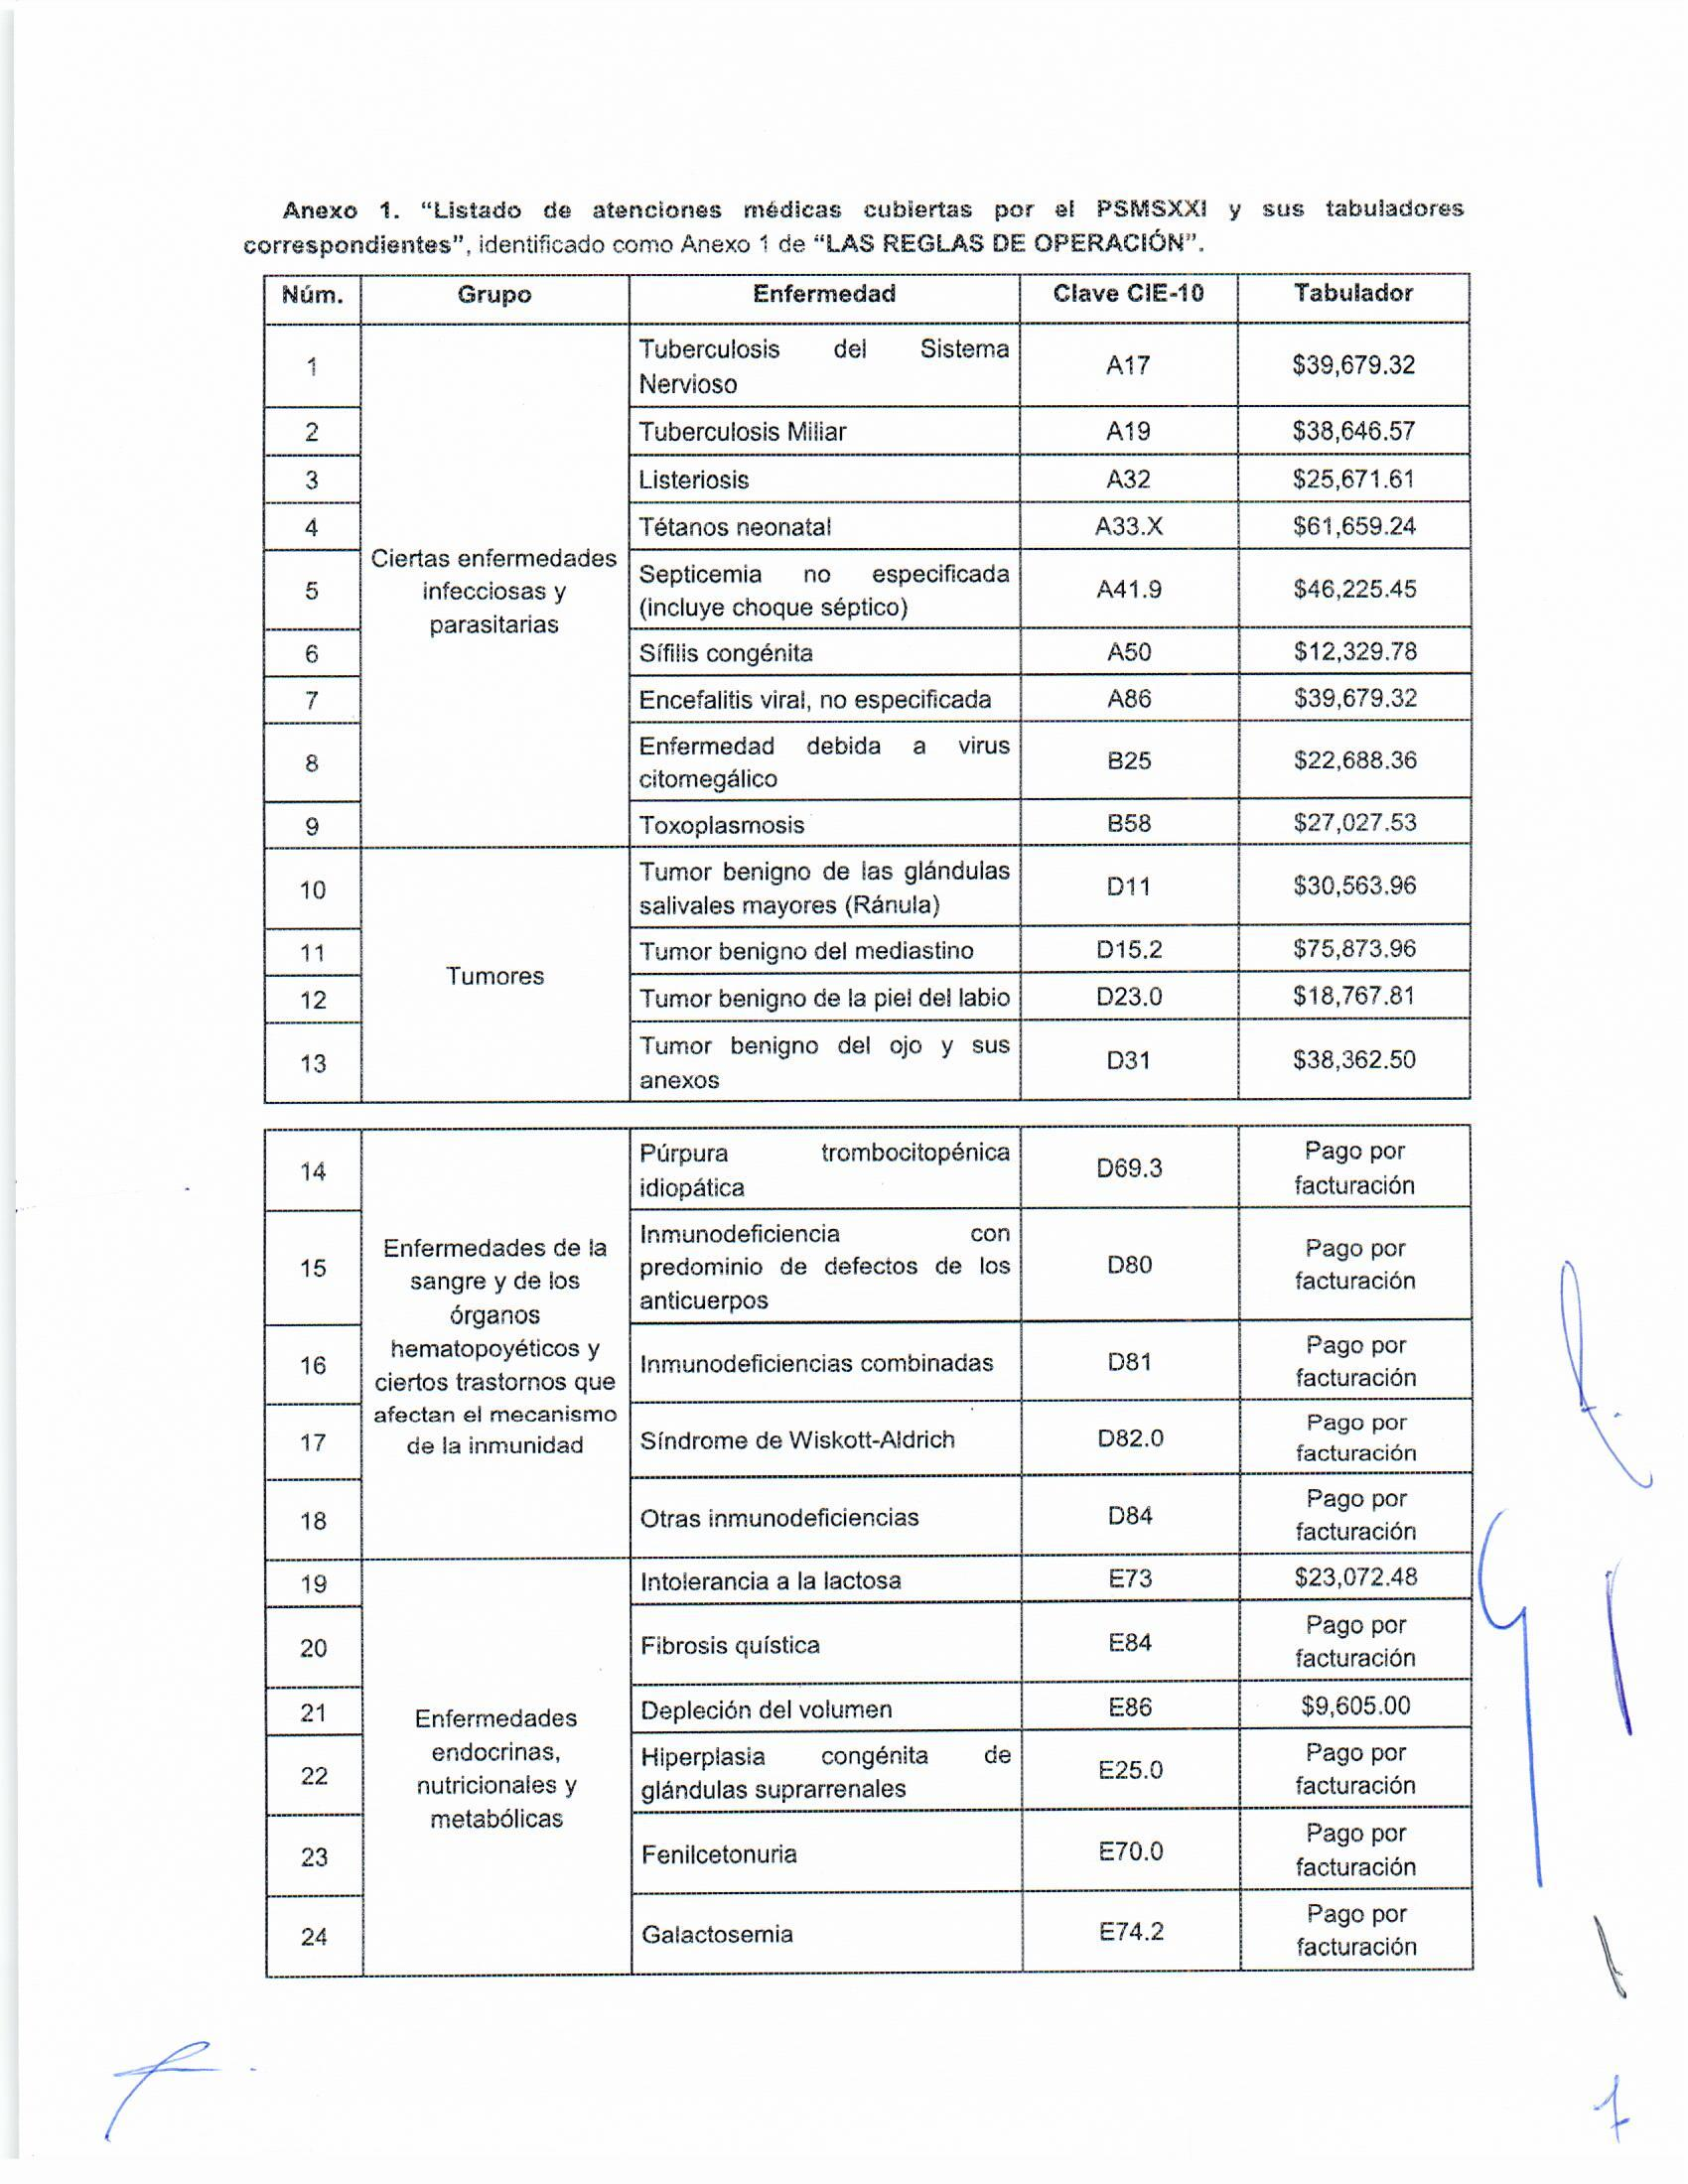 Anexo 1. “Listado de atenciones médicas cubiertas por el PSMSXXI y sus tabuladores
correspondientes”, identificado como Anexo 1 de “LAS REGLAS DE OPERACIÓN”.
Núm. Grupo Enfermedad Clave CIE-10 Tabulador
Ciertas enfermedades
infecciosas y
parasitarias
1 Tuberculosis del Sistema
Nervioso A17 $39,679.32
2 Tuberculosis Miliar A19 $38,646.57
3 Listeriosis A32 $25,671.61
4 Tétanos neonatal A33.X $61,659.24
5 Septicemia no especificada
(incluye choque séptico) A41.9 $46,225.45
6 Sífilis congénita A50 $12,329.78
7 Encefalitis viral, no especificada A86 $39,679.32
8 Enfermedad debida a virus
citomegálico B25 $22,688.36
9 Toxoplasmosis B58 $27,027.53
Tumores
10 Tumor benigno de las glándulas
salivales mayores (Ránula) D11 $30,563.96
11 Tumor benigno del mediastino D15.2 $75,873.96
12 Tumor benigno de la piel del labio D23.0 $18,767.81
13 Tumor benigno del ojo y sus
anexos D31 $38,362.50
Enfermedades de la
sangre y de los
órganos
hematopoyéticos y
ciertos trastornos que
afectan el mecanismo
de la inmunidad
14 Púrpura trombocitopénica
idiopática D69.3 Pago por
facturación
15 Inmunodeficiencia con
predominio de defectos de los
anticuerpos D80 Pago por
facturación
16 Inmunodeficiencias combinadas D81 Pago por
facturación
17 Síndrome de Wiskott-Aldrich D82.0 Pago por
facturación
18 Otras inmunodeficiencias D84 Pago por
facturación
Enfermedades
endocrinas,
nutricionales y
metabólicas
19 Intolerancia a la lactosa E73 $23,072.48
20 Fibrosis quística E84 Pago por
facturación
21 Depleción del volumen E86 $9,605.00
22 Hiperplasia congénita de
glándulas suprarrenales E25.0 Pago por
facturación
23 Fenilcetonuria E70.0 Pago por
facturación
24 Galactosemia E74.2 Pago por
facturación